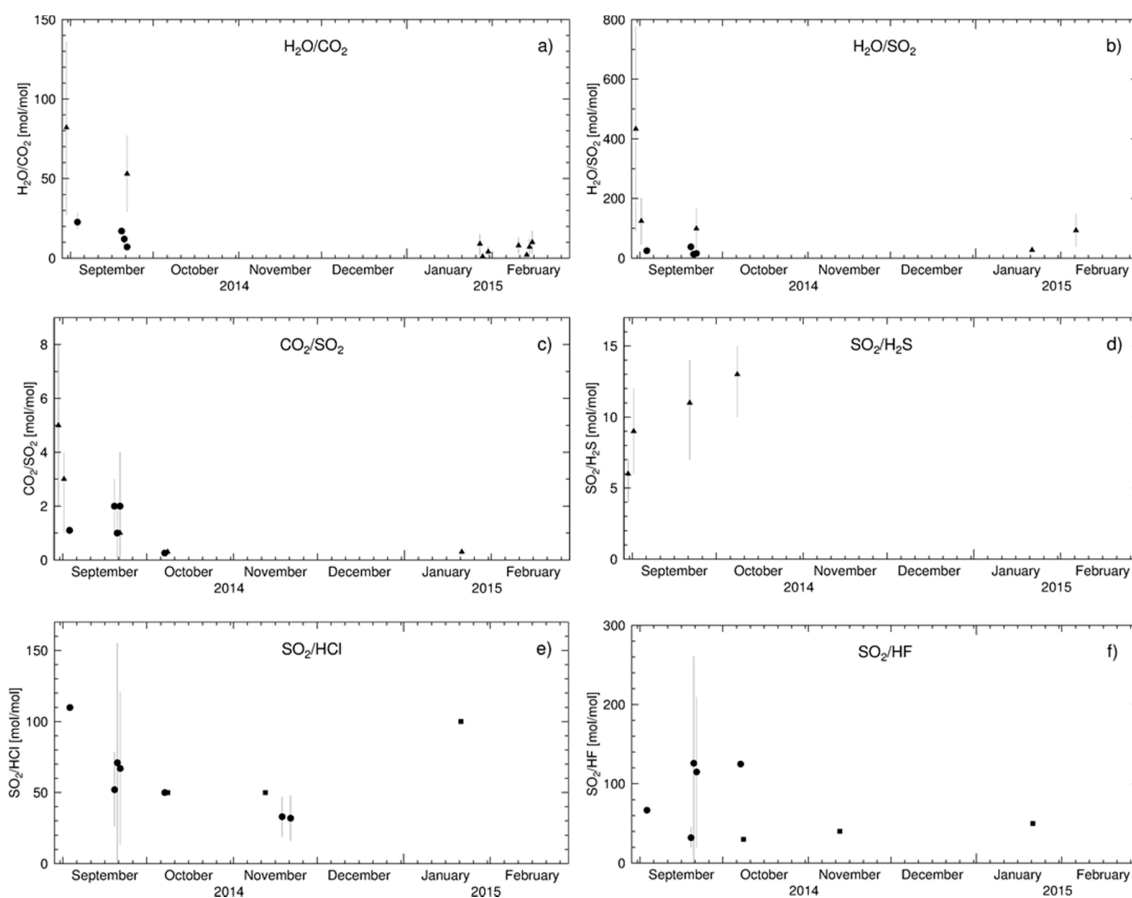 H₂O/CO₂ a)
H₂O/CO₂ [mol/mol]
150
100
50
0
September October November December January February
2014 2015
H₂O/SO₂ b)
H₂O/SO₂ [mol/mol]
800
600
400
200
0
September October November December January February
2014 2015
CO₂/SO₂ c)
CO₂/SO₂ [mol/mol]
8
6
4
2
0
September October November December January February
2014 2015
SO₂/H₂S d)
SO₂/H₂S [mol/mol]
15
10
5
0
September October November December January February
2014 2015
SO₂/HCl e)
SO₂/HCl [mol/mol]
150
100
50
0
September October November December January February
2014 2015
SO₂/HF f)
SO₂/HF [mol/mol]
300
200
100
0
September October November December January February
2014 2015